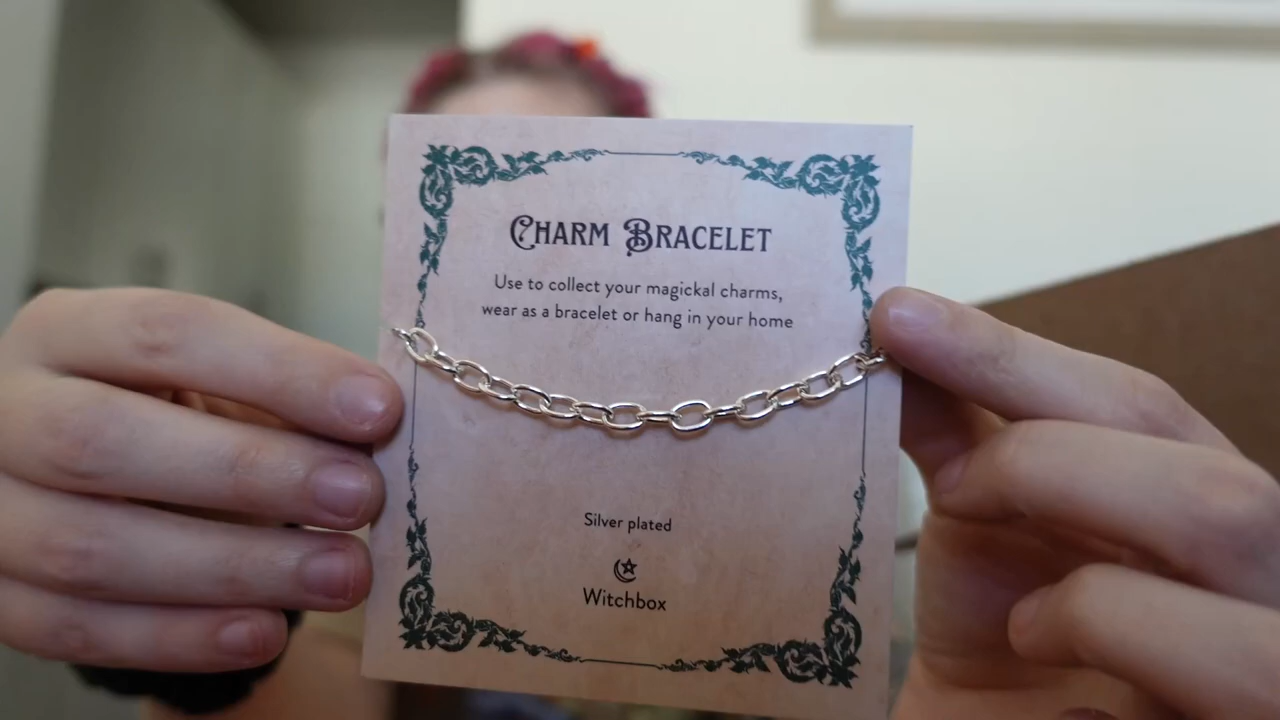 Charm Bracelet
Use to collect your magickal charms,
wear as a bracelet or hang in your home
Silver plated
Witchbox